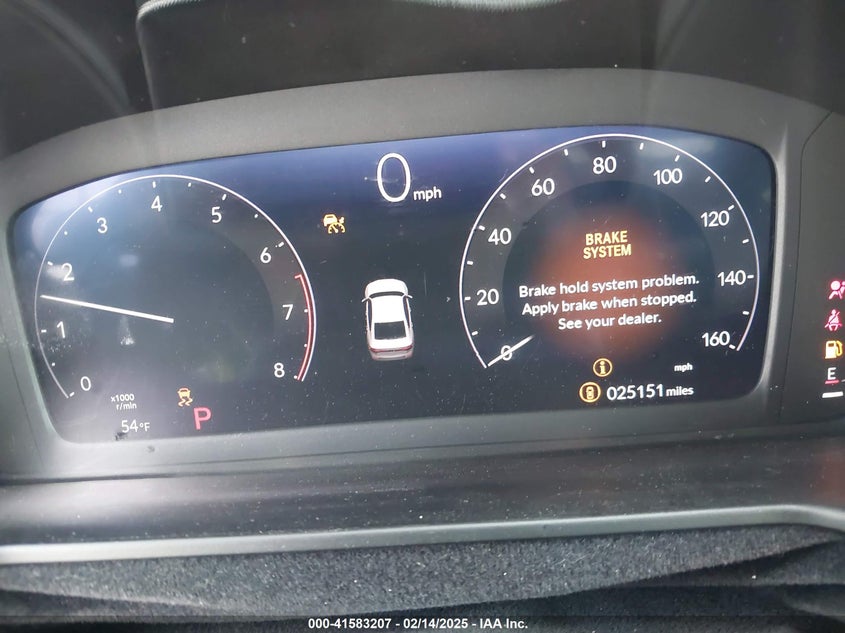 0 mph
0
1
2
3
4
5
6
7
8
x1000
r/min
54°F
P
0
20
40
60
80
100
120
140
160
BRAKE
SYSTEM
Brake hold system problem.
Apply brake when stopped.
See your dealer.
mph
025151 miles
E
000-41583207 - 02/14/2025 - IAA Inc.